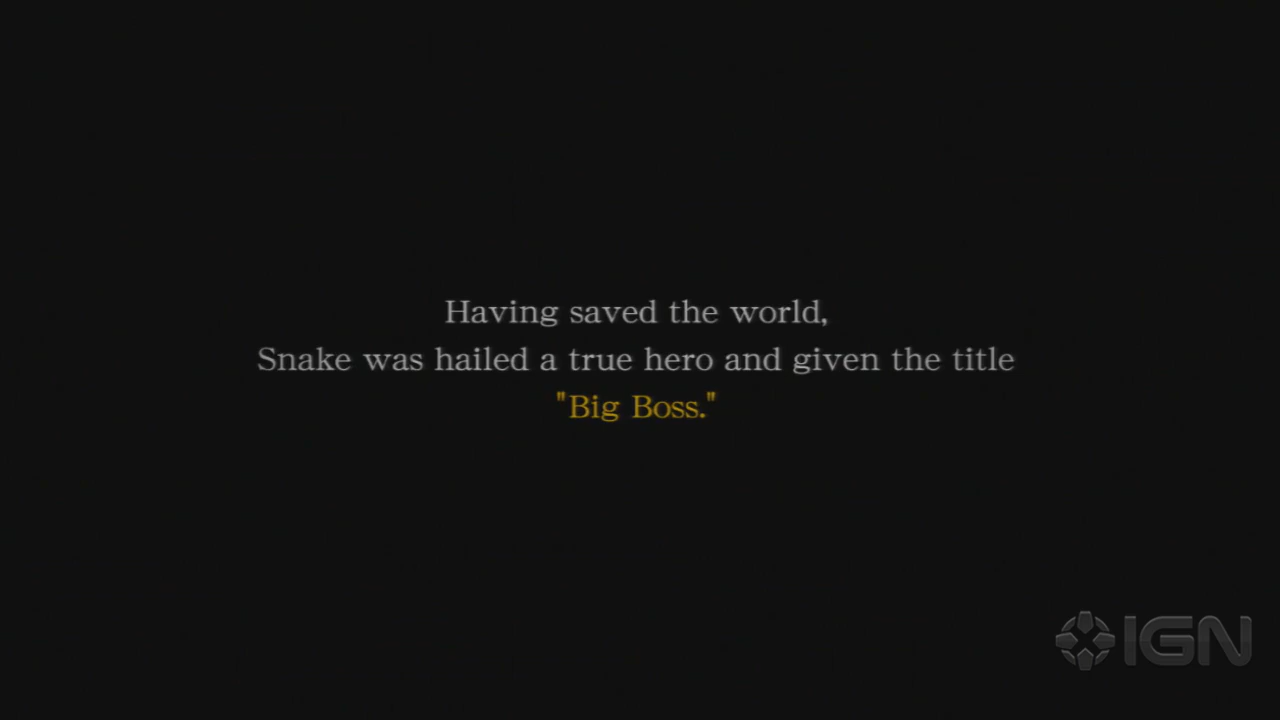 Having saved the world,
Snake was hailed a true hero and given the title
"Big Boss."
IGN